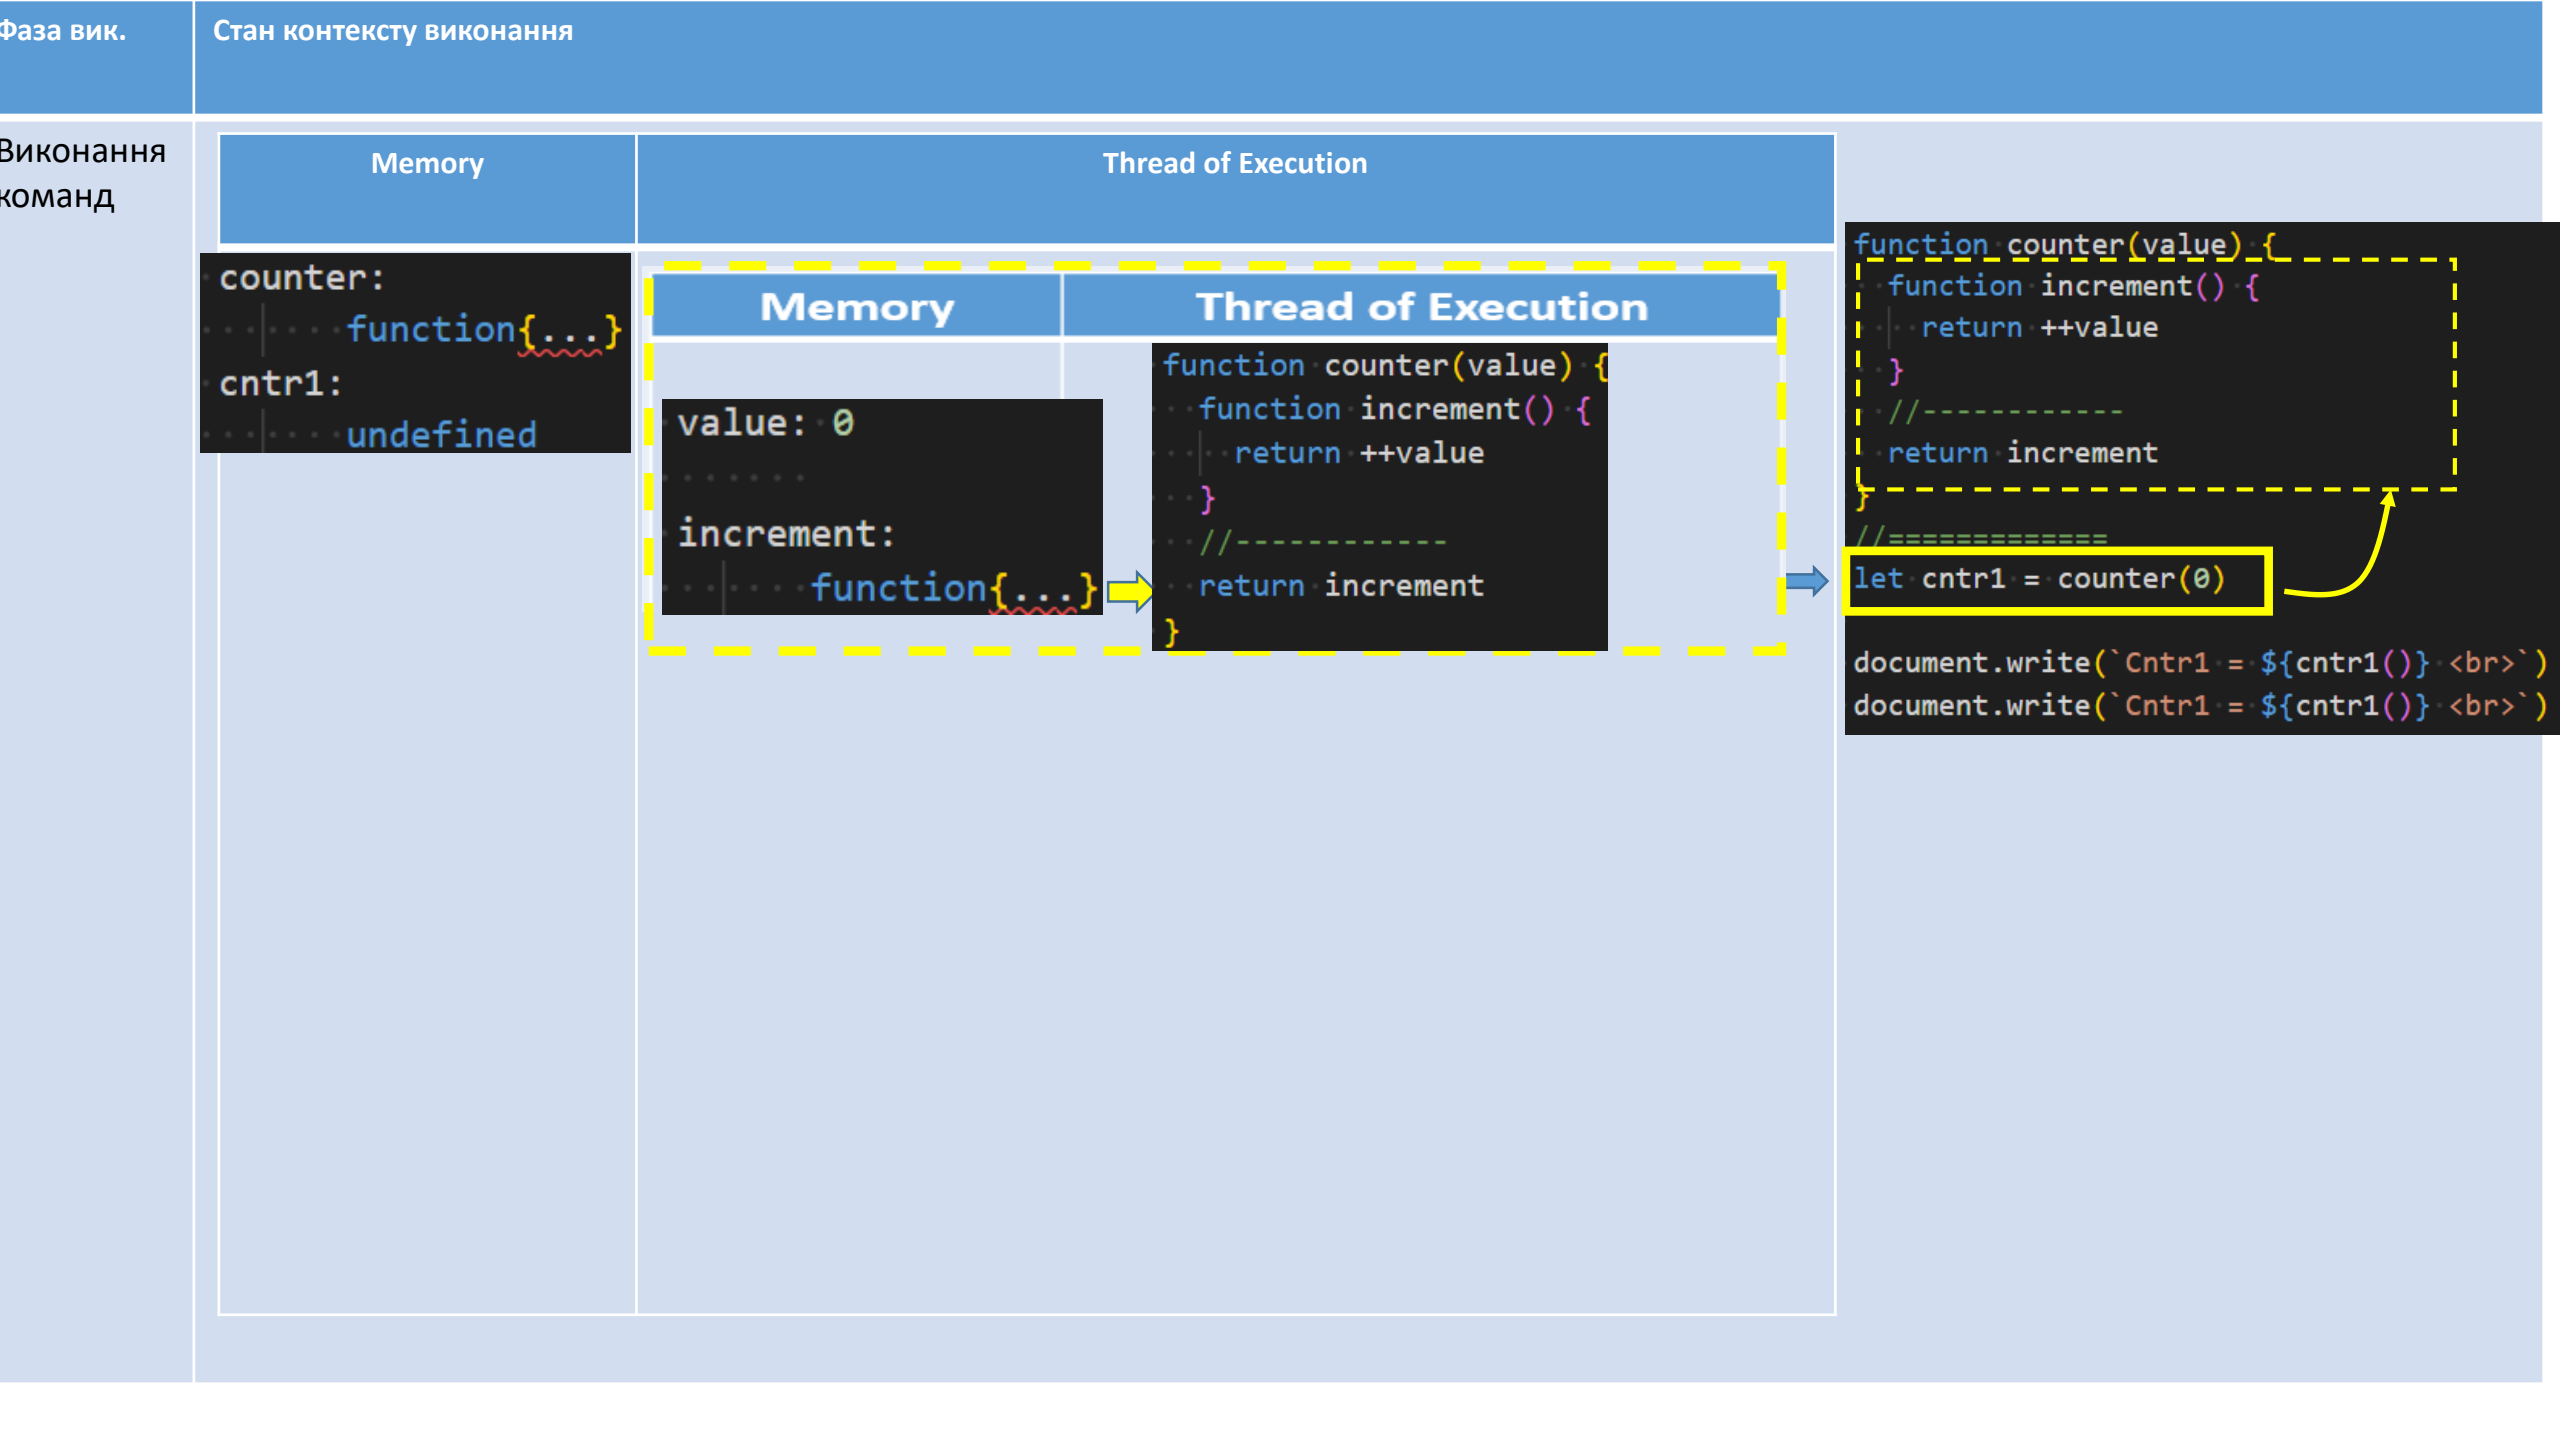 Фаза вик.
Стан контексту виконання
Виконання
команд
Memory
Thread of Execution
counter:
function{...}
cntr1:
undefined
Memory
Thread of Execution
value: 0
increment:
function{...}
function counter(value) {
function increment() {
return ++value
}
//------------
return increment
}
function counter(value) {
function increment() {
return ++value
}
//------------
return increment
}
//=============
let cntr1 = counter(0)
document.write(`Cntr1 = ${cntr1()} <br>`)
document.write(`Cntr1 = ${cntr1()} <br>`)